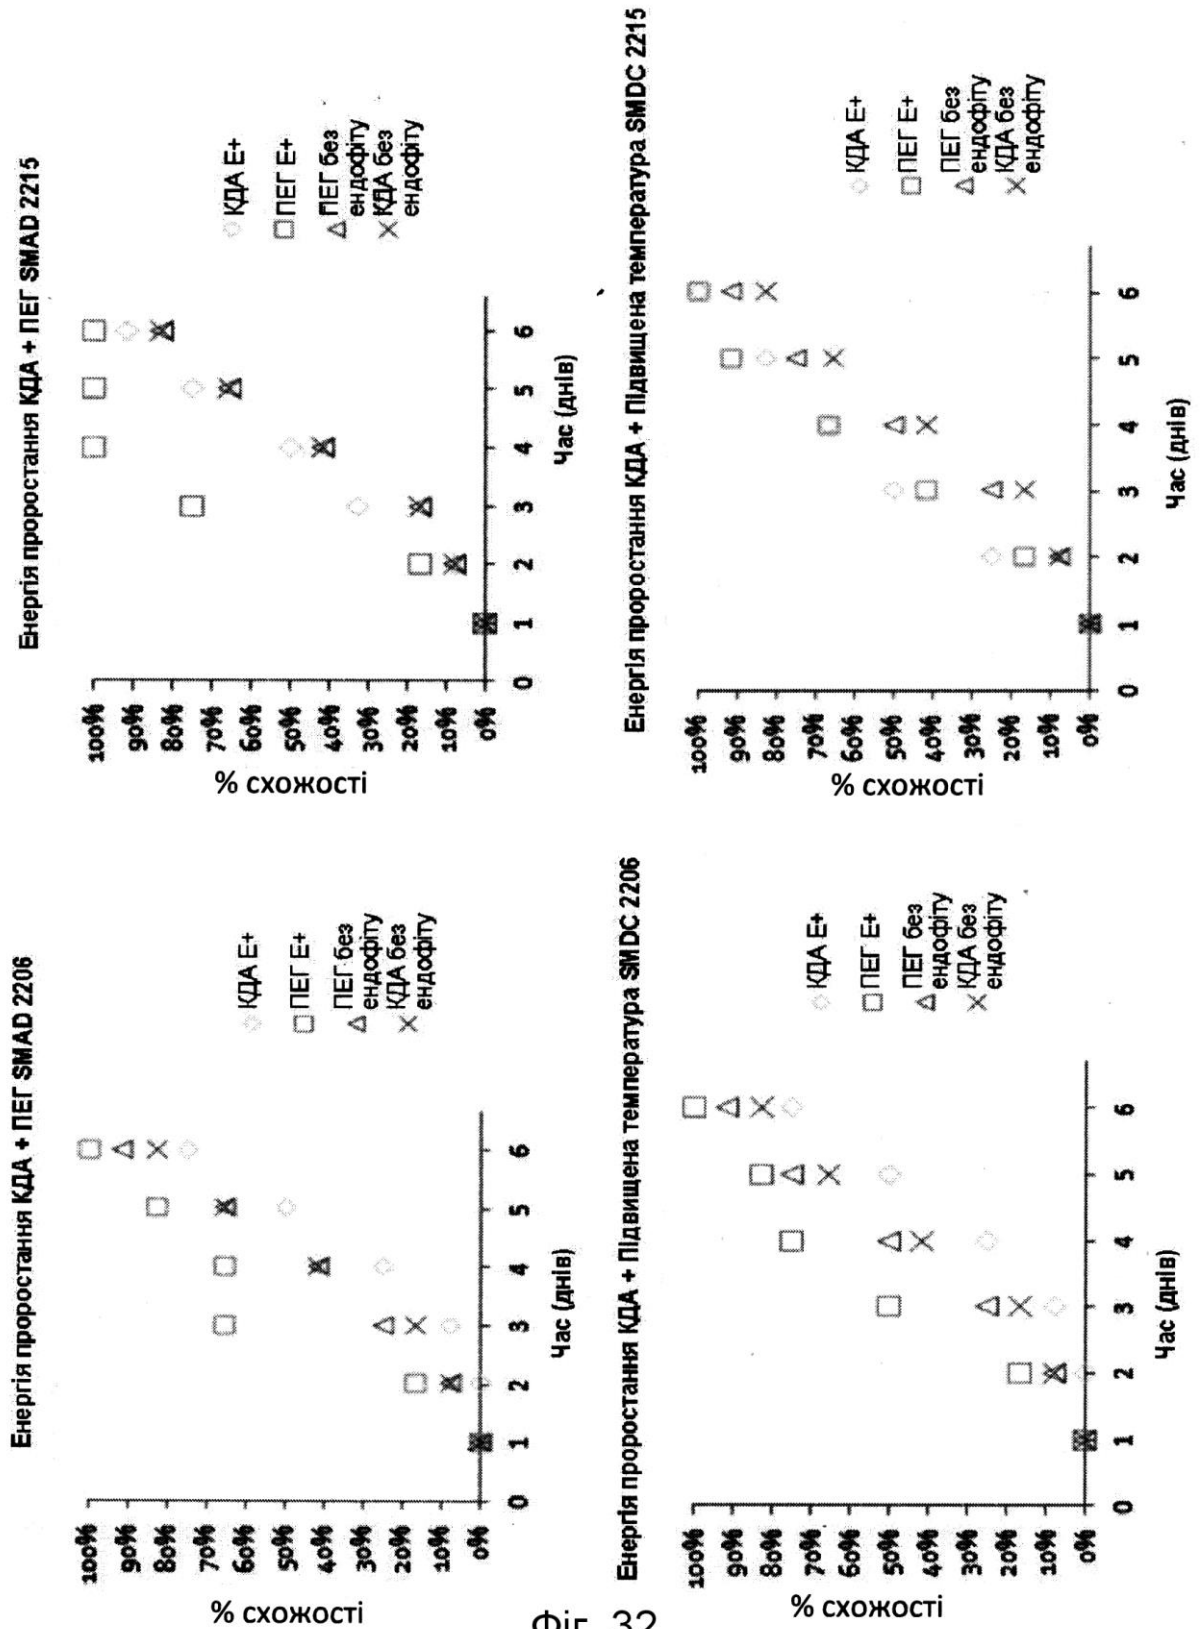 Енергія проростання КДА + ПЕГ SMAD 2206
100%
90%
80%
70%
60%
50%
40%
30%
20%
10%
0%
% схожості
0 1 2 3 4 5 6
Час (днів)
КДА Е+
ПЕГ Е+
ПЕГ без
ендофіту
КДА без
ендофіту
Енергія проростання КДА + ПЕГ SMAD 2215
100%
90%
80%
70%
60%
50%
40%
30%
20%
10%
0%
% схожості
0 1 2 3 4 5 6
Час (днів)
КДА Е+
ПЕГ Е+
ПЕГ без
ендофіту
КДА без
ендофіту
Енергія проростання КДА + Підвищена температура SMDC 2206
100%
90%
80%
70%
60%
50%
40%
30%
20%
10%
0%
% схожості
0 1 2 3 4 5 6
Час (днів)
КДА Е+
ПЕГ Е+
ПЕГ без
ендофіту
КДА без
ендофіту
Енергія проростання КДА + Підвищена температура SMDC 2215
100%
90%
80%
70%
60%
50%
40%
30%
20%
10%
0%
% схожості
0 1 2 3 4 5 6
Час (днів)
КДА Е+
ПЕГ Е+
ПЕГ без
ендофіту
КДА без
ендофіту
Фіг. 32